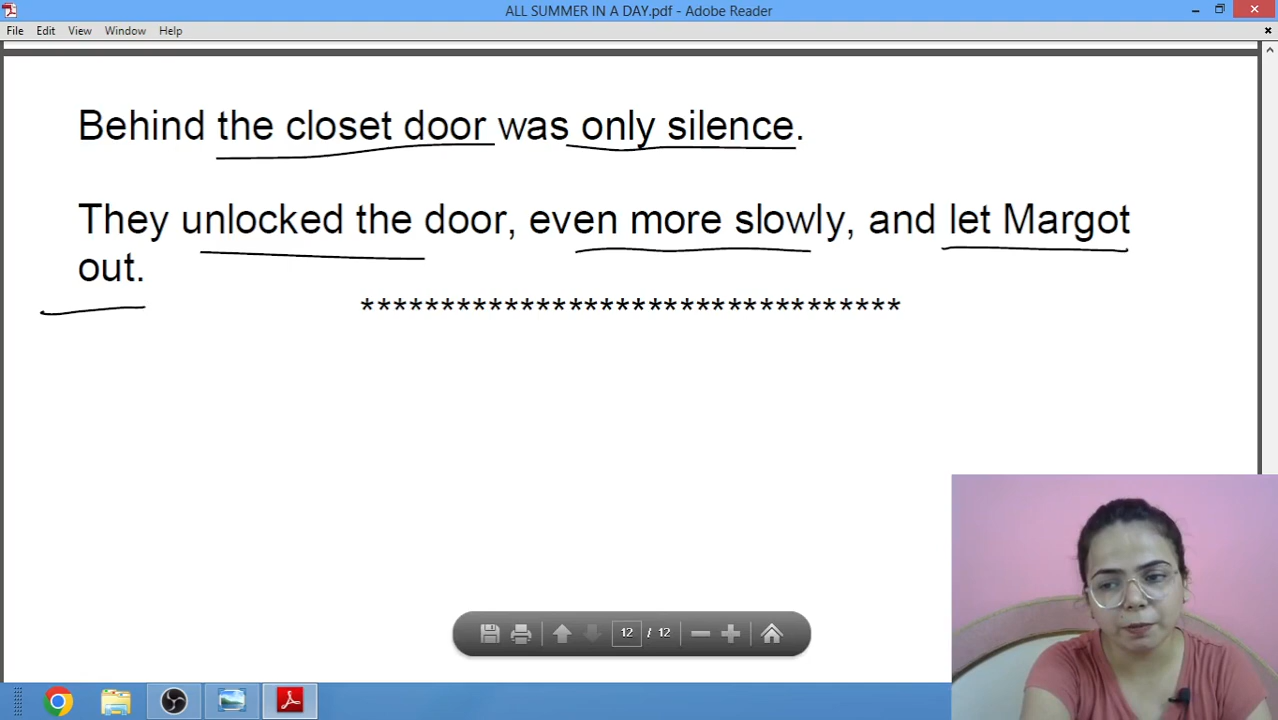 ALL SUMMER IN A DAY.pdf - Adobe Reader
File Edit View Window Help
Behind the closet door was only silence.
They unlocked the door, even more slowly, and let Margot
out.
**********************************
12 / 12